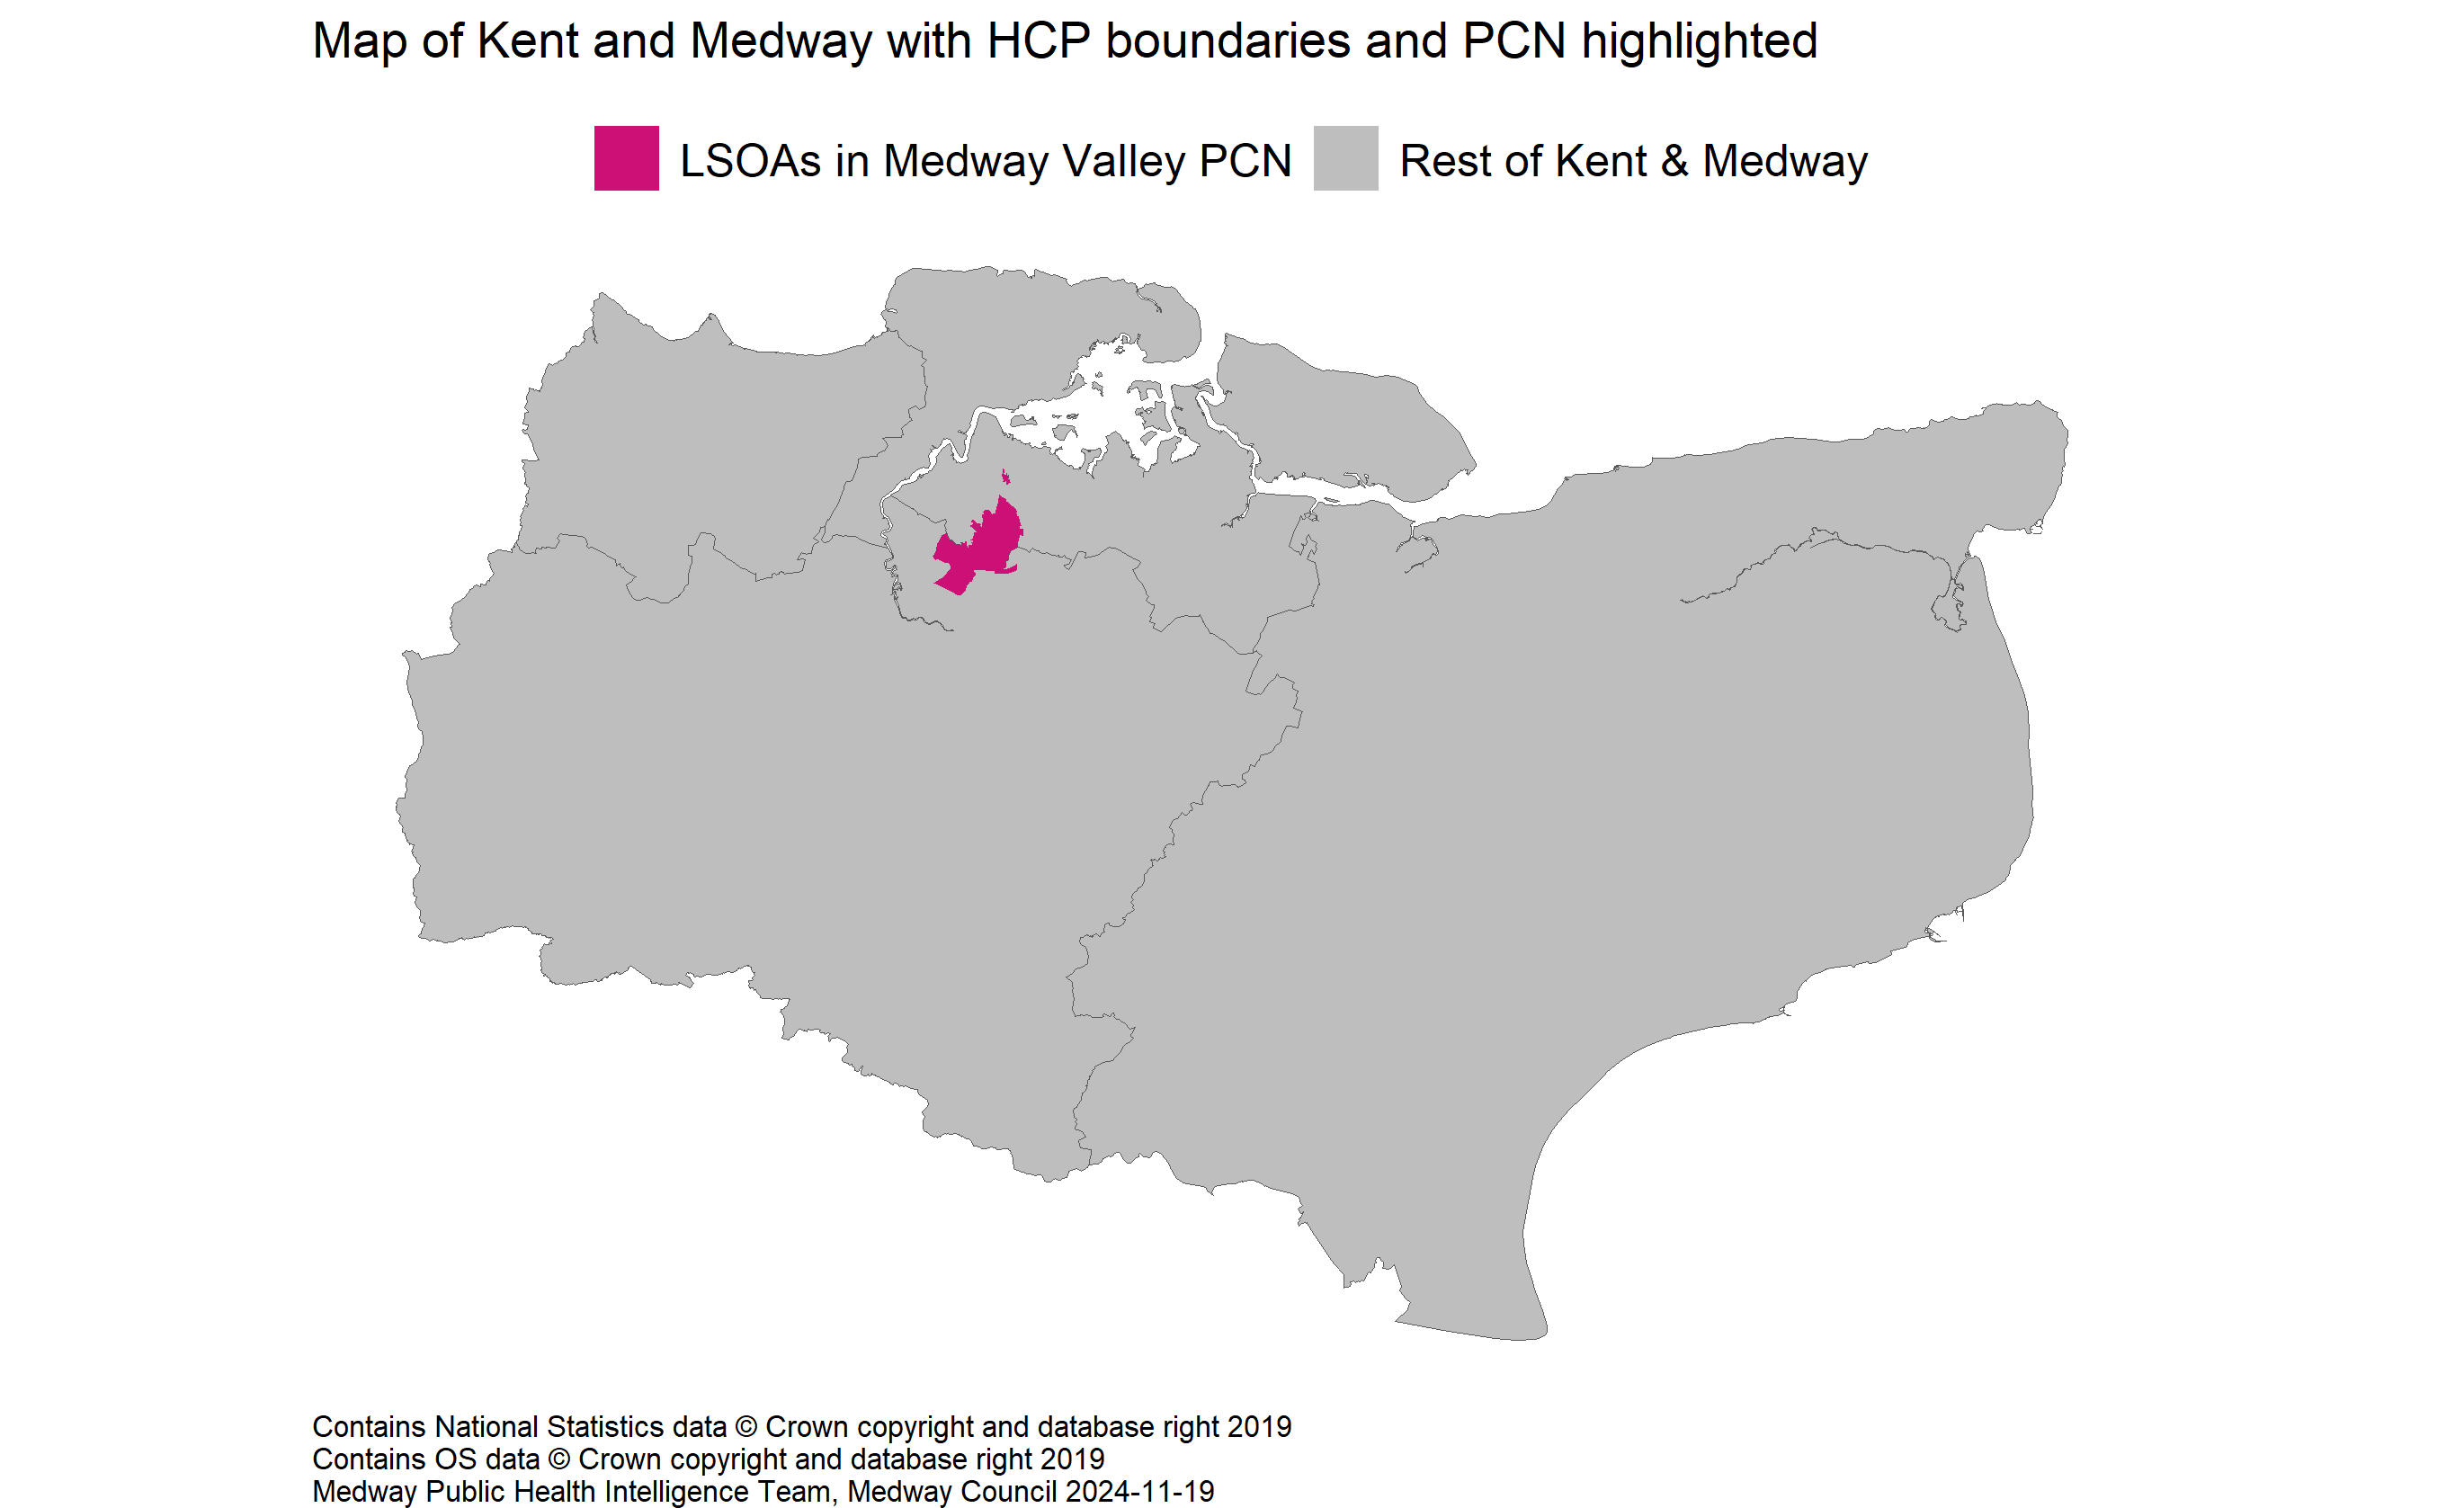 Map of Kent and Medway with HCP boundaries and PCN highlighted
LSOAs in Medway Valley PCN
Rest of Kent & Medway
Contains National Statistics data © Crown copyright and database right 2019
Contains OS data © Crown copyright and database right 2019
Medway Public Health Intelligence Team, Medway Council 2024-11-19